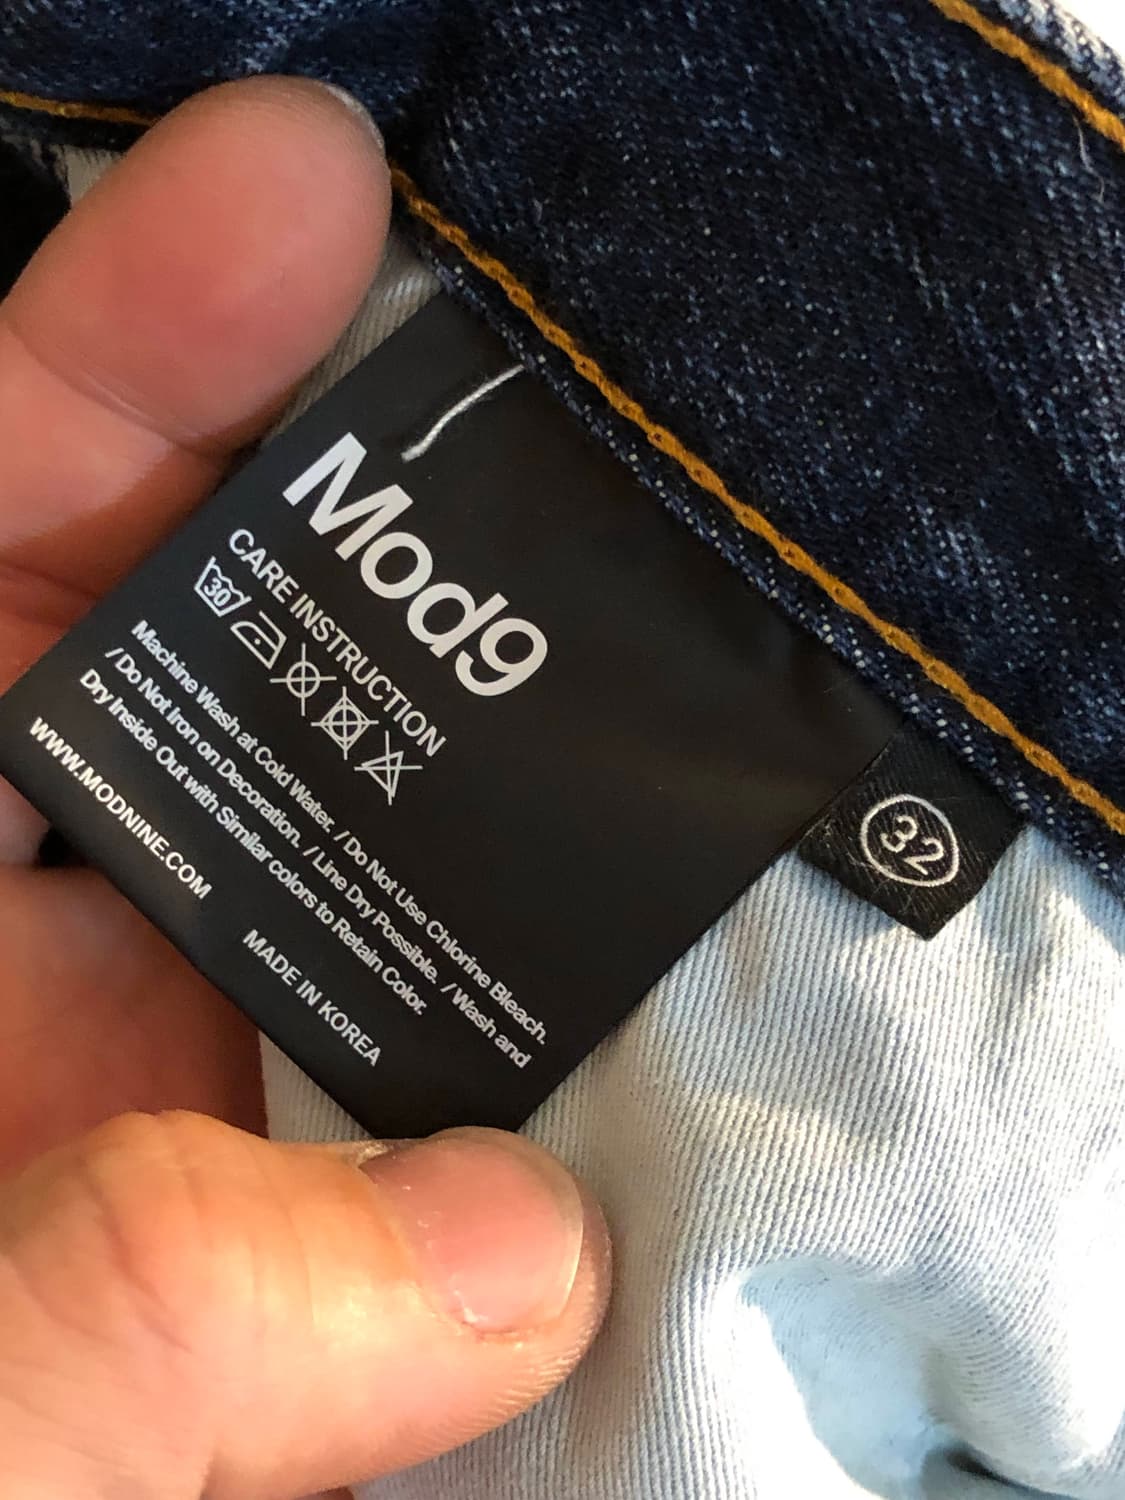 Mod9
CARE INSTRUCTION
30
Machine Wash at Cold Water. /Do Not Use Chlorine Bleach.
/Do Not Iron on Decoration. /Line Dry Possible. /Wash and
Dry Inside Out with Similar colors to Retain Color.
WWW.MODNINE.COM
MADE IN KOREA
32